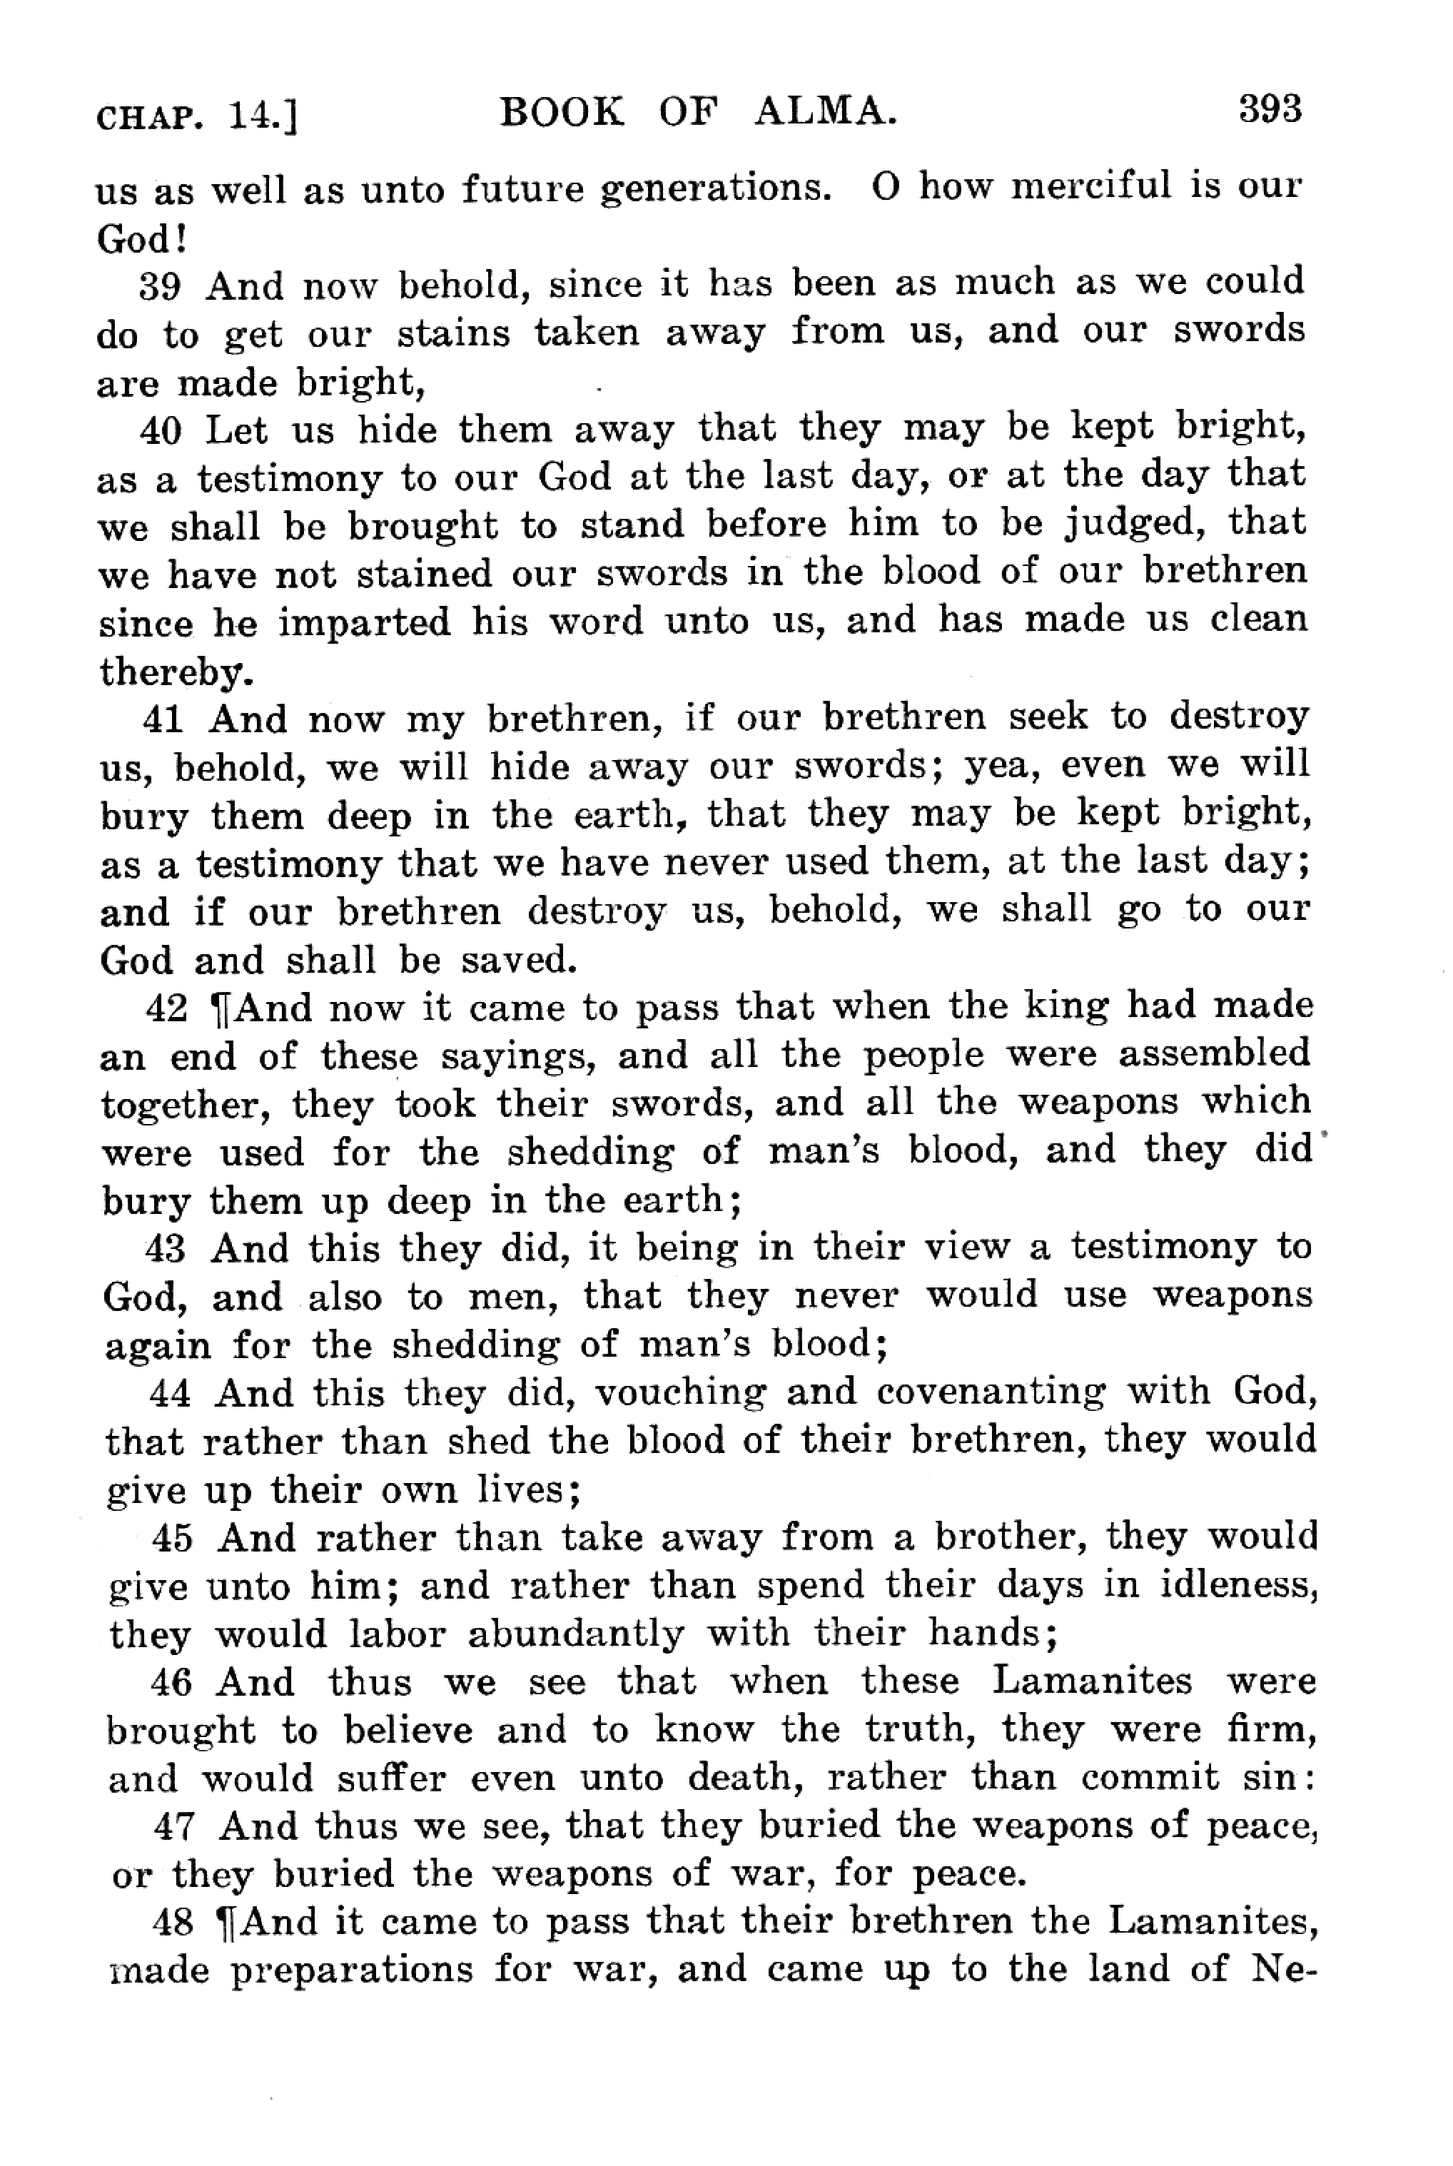 CHAP. 14.] BOOK OF ALMA. 393
us as well as unto future generations. O how merciful is our
God!
39 And now behold, since it has been as much as we could
do to get our stains taken away from us, and our swords
are made bright,
40 Let us hide them away that they may be kept bright,
as a testimony to our God at the last day, or at the day that
we shall be brought to stand before him to be judged, that
we have not stained our swords in the blood of our brethren
since he imparted his word unto us, and has made us clean
thereby.
41 And now my brethren, if our brethren seek to destroy
us, behold, we will hide away our swords; yea, even we will
bury them deep in the earth, that they may be kept bright,
as a testimony that we have never used them, at the last day;
and if our brethren destroy us, behold, we shall go to our
God and shall be saved.
42 ¶And now it came to pass that when the king had made
an end of these sayings, and all the people were assembled
together, they took their swords, and all the weapons which
were used for the shedding of man's blood, and they did
bury them up deep in the earth;
43 And this they did, it being in their view a testimony to
God, and also to men, that they never would use weapons
again for the shedding of man's blood;
44 And this they did, vouching and covenanting with God,
that rather than shed the blood of their brethren, they would
give up their own lives;
45 And rather than take away from a brother, they would
give unto him; and rather than spend their days in idleness,
they would labor abundantly with their hands;
46 And thus we see that when these Lamanites were
brought to believe and to know the truth, they were firm,
and would suffer even unto death, rather than commit sin:
47 And thus we see, that they buried the weapons of peace,
or they buried the weapons of war, for peace.
48 ¶And it came to pass that their brethren the Lamanites,
made preparations for war, and came up to the land of Ne-